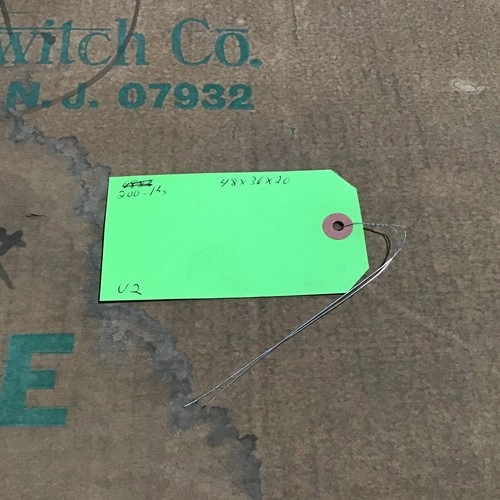 witch Co.
N.J. 07932
48x36x20
200-lbs
U2
E